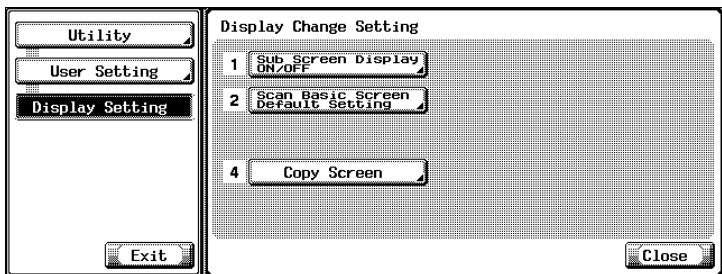 Utility
User Setting
Display Setting
Exit
Display Change Setting
1 Sub Screen Display
ON/OFF
2 Scan Basic Screen
Default Setting
4 Copy Screen
Close